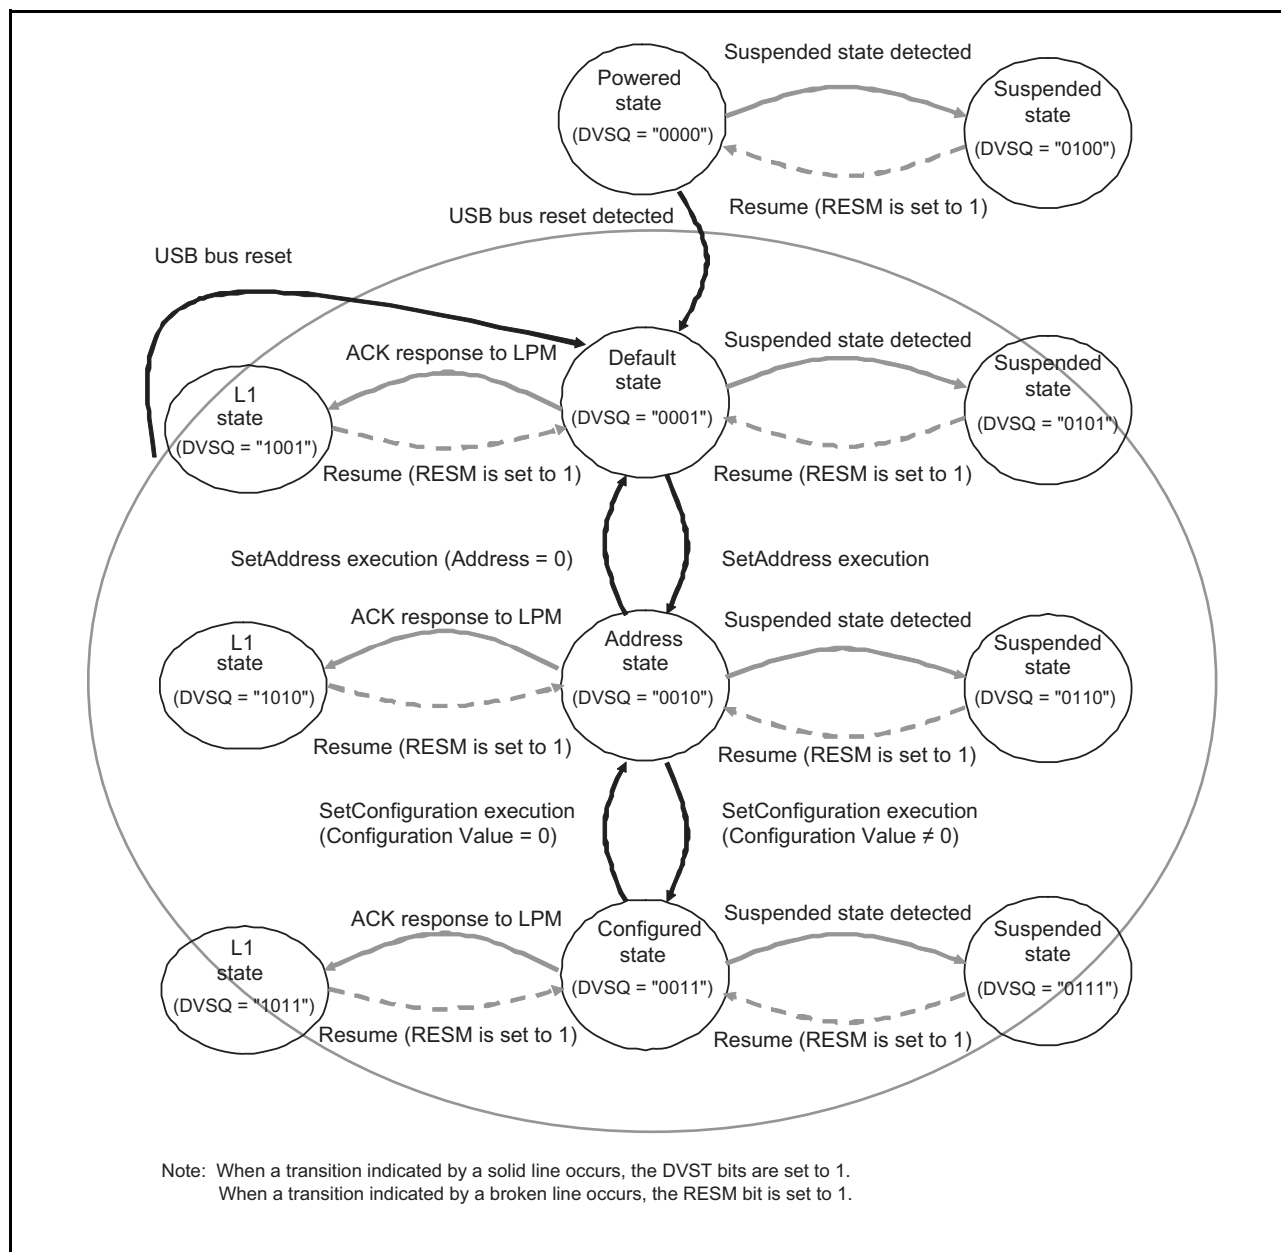 Suspended state detected
Powered
state
(DVSQ = "0000")
Suspended
state
(DVSQ = "0100")
Resume (RESM is set to 1)
USB bus reset detected
USB bus reset
ACK response to LPM
Default
state
(DVSQ = "0001")
Suspended state detected
Suspended
state
(DVSQ = "0101")
L1
state
(DVSQ = "1001")
Resume (RESM is set to 1)
Resume (RESM is set to 1)
SetAddress execution (Address = 0)
SetAddress execution
ACK response to LPM
Address
state
(DVSQ = "0010")
Suspended state detected
Suspended
state
(DVSQ = "0110")
L1
state
(DVSQ = "1010")
Resume (RESM is set to 1)
Resume (RESM is set to 1)
SetConfiguration execution
(Configuration Value = 0)
SetConfiguration execution
(Configuration Value ≠ 0)
ACK response to LPM
Configured
state
(DVSQ = "0011")
Suspended state detected
Suspended
state
(DVSQ = "0111")
L1
state
(DVSQ = "1011")
Resume (RESM is set to 1)
Resume (RESM is set to 1)
Note: When a transition indicated by a solid line occurs, the DVST bits are set to 1.
When a transition indicated by a broken line occurs, the RESM bit is set to 1.